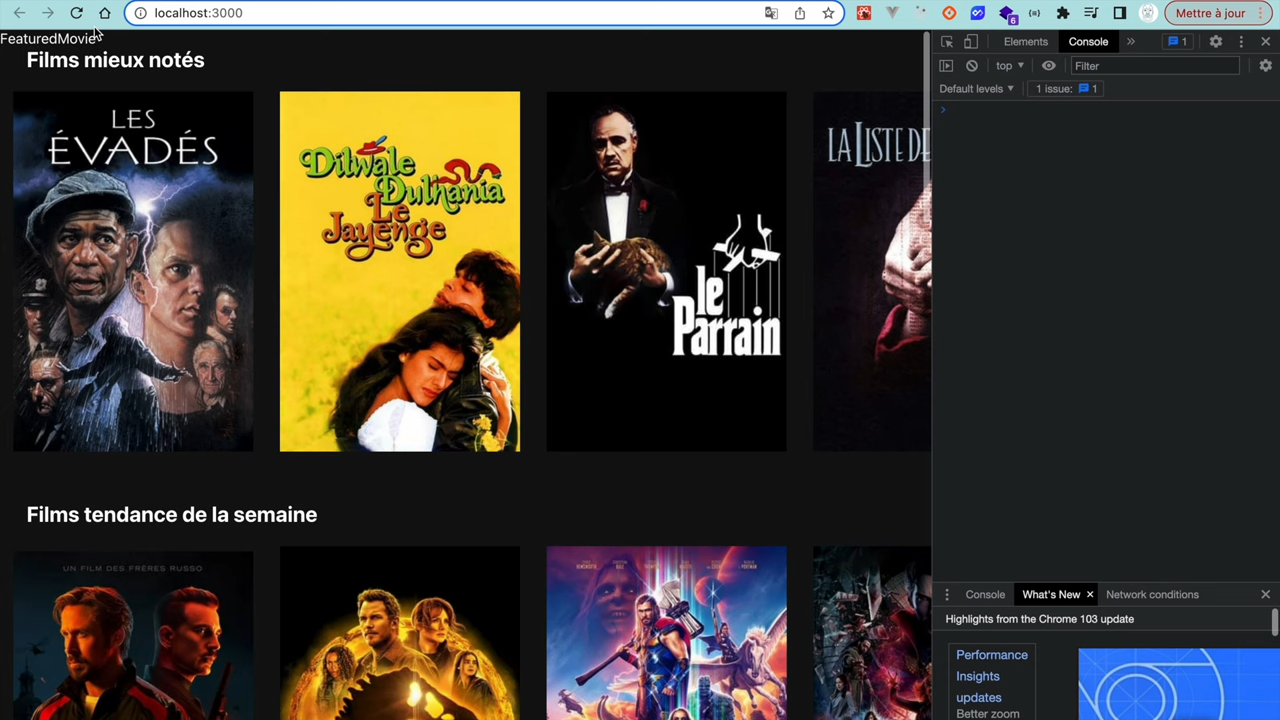 localhost:3000
6
Mettre à jour
FeaturedMovie
Films mieux notés
LES
ÉVADÉS
Dilwale
Dulhania
Le
Jayenge
le
Parrain
LA LISTE DE
Films tendance de la semaine
UN FILM DES FRÈRES RUSSO
Elements
Console
1
top
Filter
Default levels
1 issue:
1
Console
What's New
Network conditions
Highlights from the Chrome 103 update
Performance
Insights
updates
Better zoom